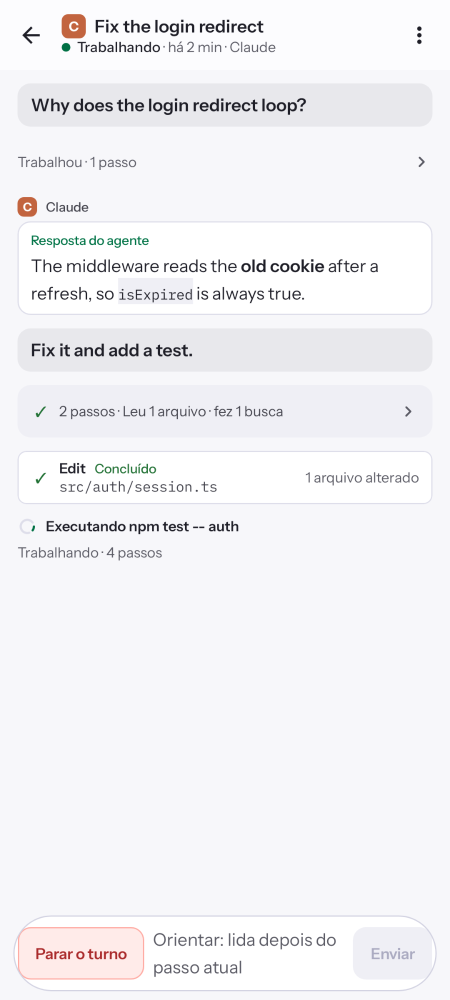 C Fix the login redirect
Trabalhando · há 2 min · Claude
Why does the login redirect loop?
Trabalhou · 1 passo
C Claude
Resposta do agente
The middleware reads the old cookie after a
refresh, so isExpired is always true.
Fix it and add a test.
✓ 2 passos · Leu 1 arquivo · fez 1 busca
✓ Edit Concluído
src/auth/session.ts
1 arquivo alterado
Executando npm test -- auth
Trabalhando · 4 passos
Parar o turno
Orientar: lida depois do
passo atual
Enviar